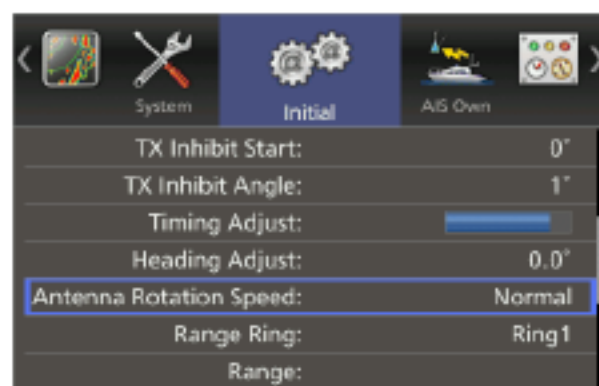 System
Initial
AIS Own
TX Inhibit Start: 0°
TX Inhibit Angle: 1°
Timing Adjust:
Heading Adjust: 0.0°
Antenna Rotation Speed: Normal
Range Ring: Ring1
Range: